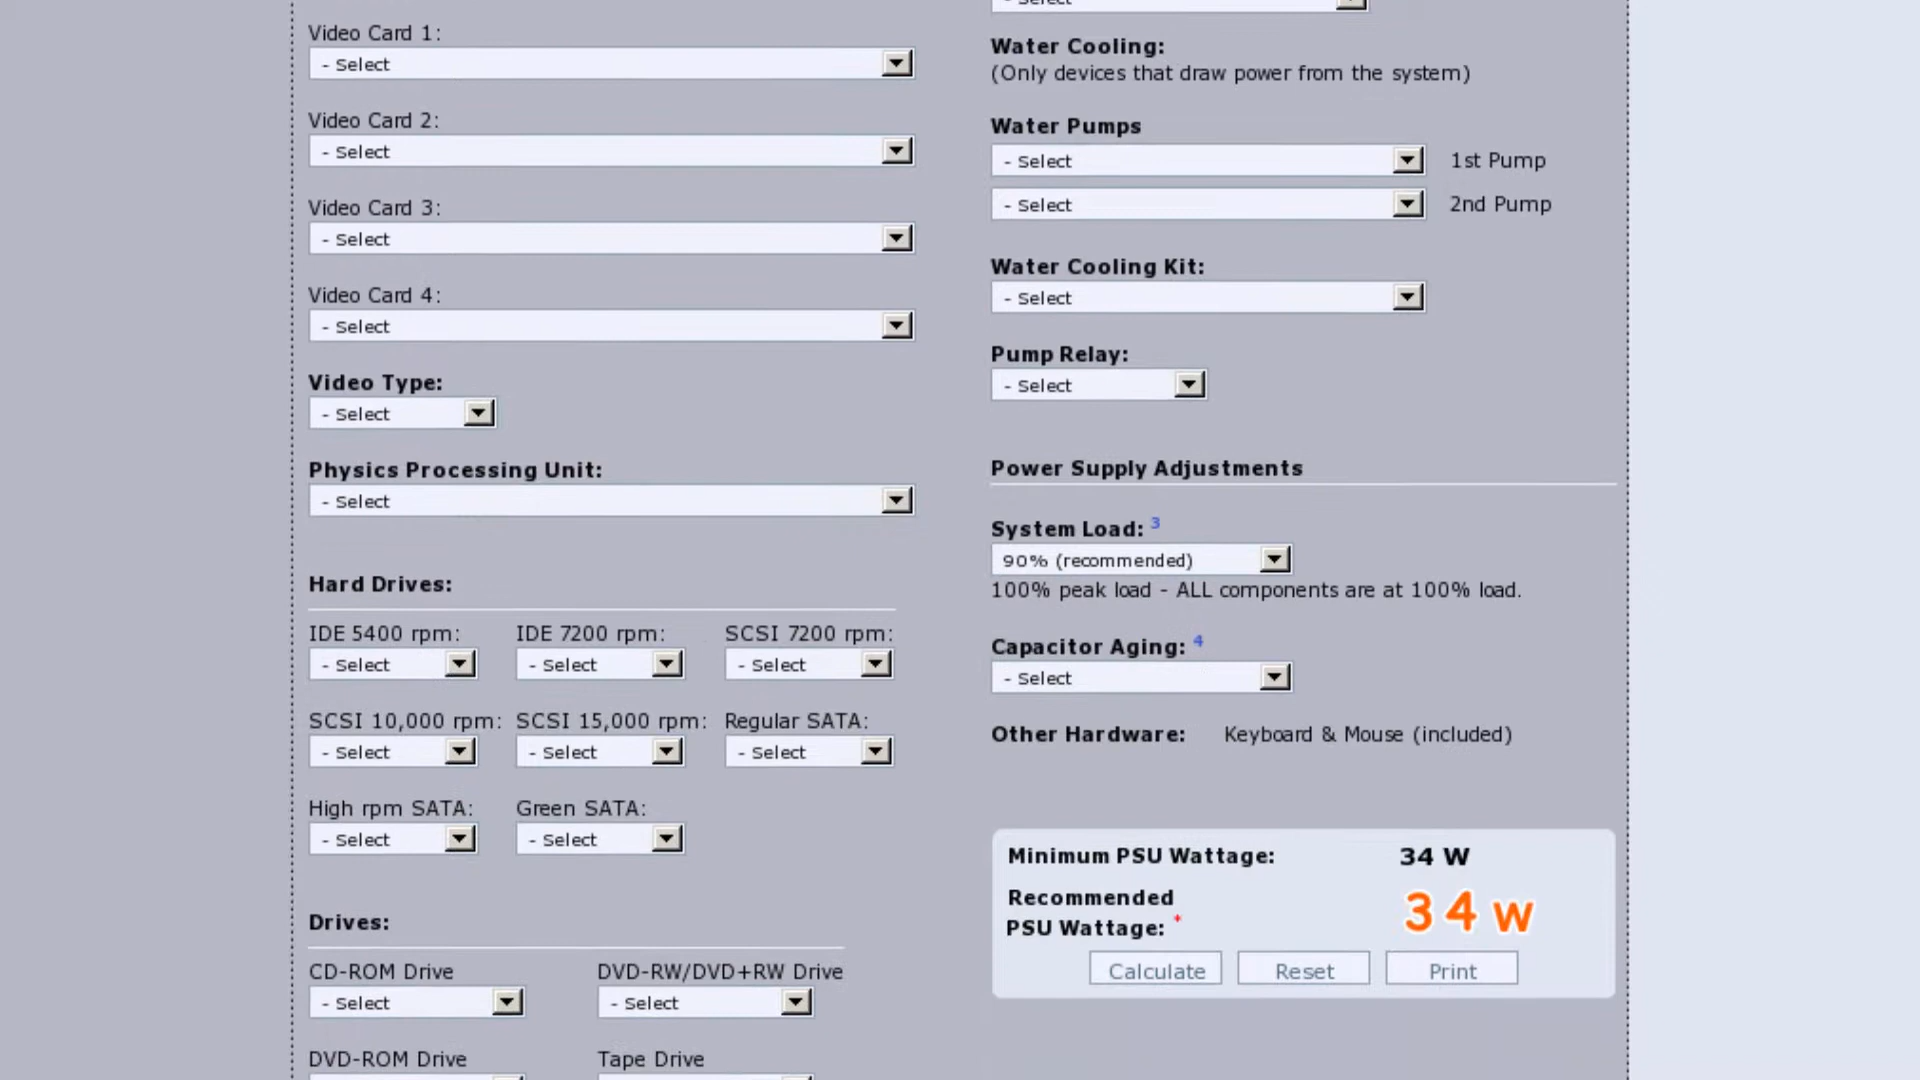 Video Card 1:
- Select
Video Card 2:
- Select
Video Card 3:
- Select
Video Card 4:
- Select
Video Type:
- Select
Physics Processing Unit:
- Select
Hard Drives:
IDE 5400 rpm: IDE 7200 rpm: SCSI 7200 rpm:
- Select - Select - Select
SCSI 10,000 rpm: SCSI 15,000 rpm: Regular SATA:
- Select - Select - Select
High rpm SATA: Green SATA:
- Select - Select
Drives:
CD-ROM Drive DVD-RW/DVD+RW Drive
- Select - Select
DVD-ROM Drive Tape Drive
- Select
Water Cooling:
(Only devices that draw power from the system)
Water Pumps
- Select 1st Pump
- Select 2nd Pump
Water Cooling Kit:
- Select
Pump Relay:
- Select
Power Supply Adjustments
System Load: 3
90% (recommended)
100% peak load - ALL components are at 100% load.
Capacitor Aging: 4
- Select
Other Hardware: Keyboard & Mouse (included)
Minimum PSU Wattage: 34 W
Recommended
PSU Wattage: * 34 W
Calculate Reset Print